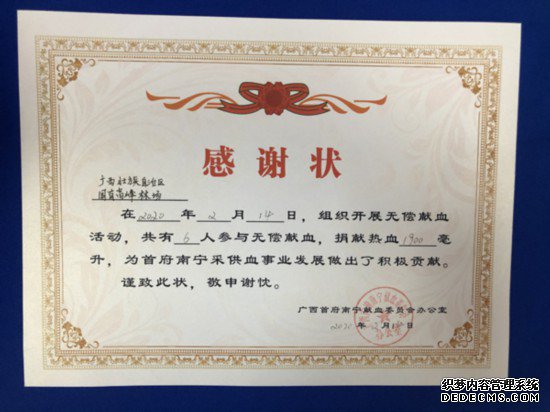 感谢状
广西壮族自治区
国有高峰林场
在2020年2月14日，组织开展无偿献血
活动，共有6人参与无偿献血，捐献热血1900毫
升，为首府南宁采供血事业发展做出了积极贡献。
谨致此状，敬申谢忱。
广西首府南宁献血委员会办公室
2020年2月14日
织梦内容管理系统
DEDECMS.COM